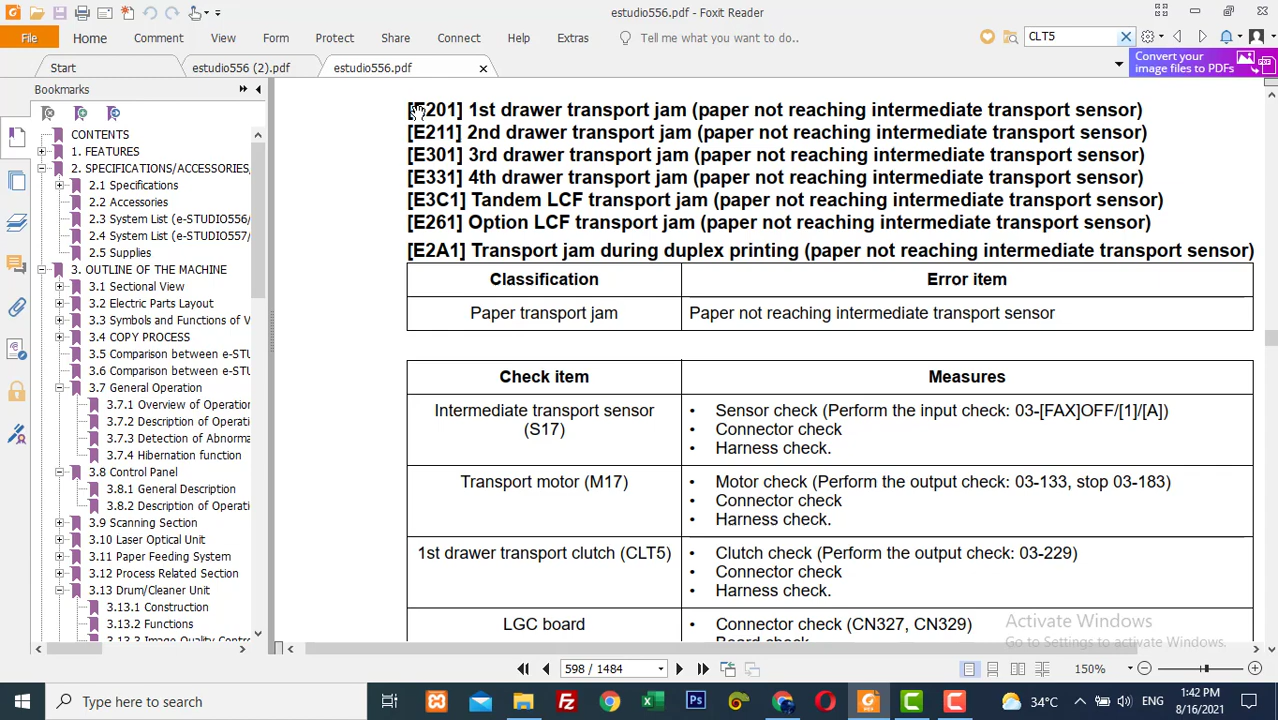 estudio556.pdf - Foxit Reader
File Home Comment View Form Protect Share Connect Help Extras Tell me what you want to do.. CLT5
Start estudio556 (2).pdf estudio556.pdf
Convert your
image files to PDFs
Bookmarks
CONTENTS
1. FEATURES
2. SPECIFICATIONS/ACCESSORIES,
2.1 Specifications
2.2 Accessories
2.3 System List (e-STUDIO556/
2.4 System List (e-STUDIO557/
2.5 Supplies
3. OUTLINE OF THE MACHINE
3.1 Sectional View
3.2 Electric Parts Layout
3.3 Symbols and Functions of V
3.4 COPY PROCESS
3.5 Comparison between e-STU
3.6 Comparison between e-STU
3.7 General Operation
3.7.1 Overview of Operation
3.7.2 Description of Operati
3.7.3 Detection of Abnorma
3.7.4 Hibernation function
3.8 Control Panel
3.8.1 General Description
3.8.2 Description of Operati
3.9 Scanning Section
3.10 Laser Optical Unit
3.11 Paper Feeding System
3.12 Process Related Section
3.13 Drum/Cleaner Unit
3.13.1 Construction
3.13.2 Functions
3.13.3 Image Quality Contr
[E201] 1st drawer transport jam (paper not reaching intermediate transport sensor)
[E211] 2nd drawer transport jam (paper not reaching intermediate transport sensor)
[E301] 3rd drawer transport jam (paper not reaching intermediate transport sensor)
[E331] 4th drawer transport jam (paper not reaching intermediate transport sensor)
[E3C1] Tandem LCF transport jam (paper not reaching intermediate transport sensor)
[E261] Option LCF transport jam (paper not reaching intermediate transport sensor)
[E2A1] Transport jam during duplex printing (paper not reaching intermediate transport sensor)
Classification Error item
Paper transport jam Paper not reaching intermediate transport sensor
Check item Measures
Intermediate transport sensor
(S17)
• Sensor check (Perform the input check: 03-[FAX]OFF/[1]/[A])
• Connector check
• Harness check.
Transport motor (M17)
• Motor check (Perform the output check: 03-133, stop 03-183)
• Connector check
• Harness check.
1st drawer transport clutch (CLT5)
• Clutch check (Perform the output check: 03-229)
• Connector check
• Harness check.
LGC board
• Connector check (CN327, CN329)
• Board check
Activate Windows
Go to Settings to activate Windows.
598 / 1484 150%
Type here to search 34°C ENG 1:42 PM
8/16/2021